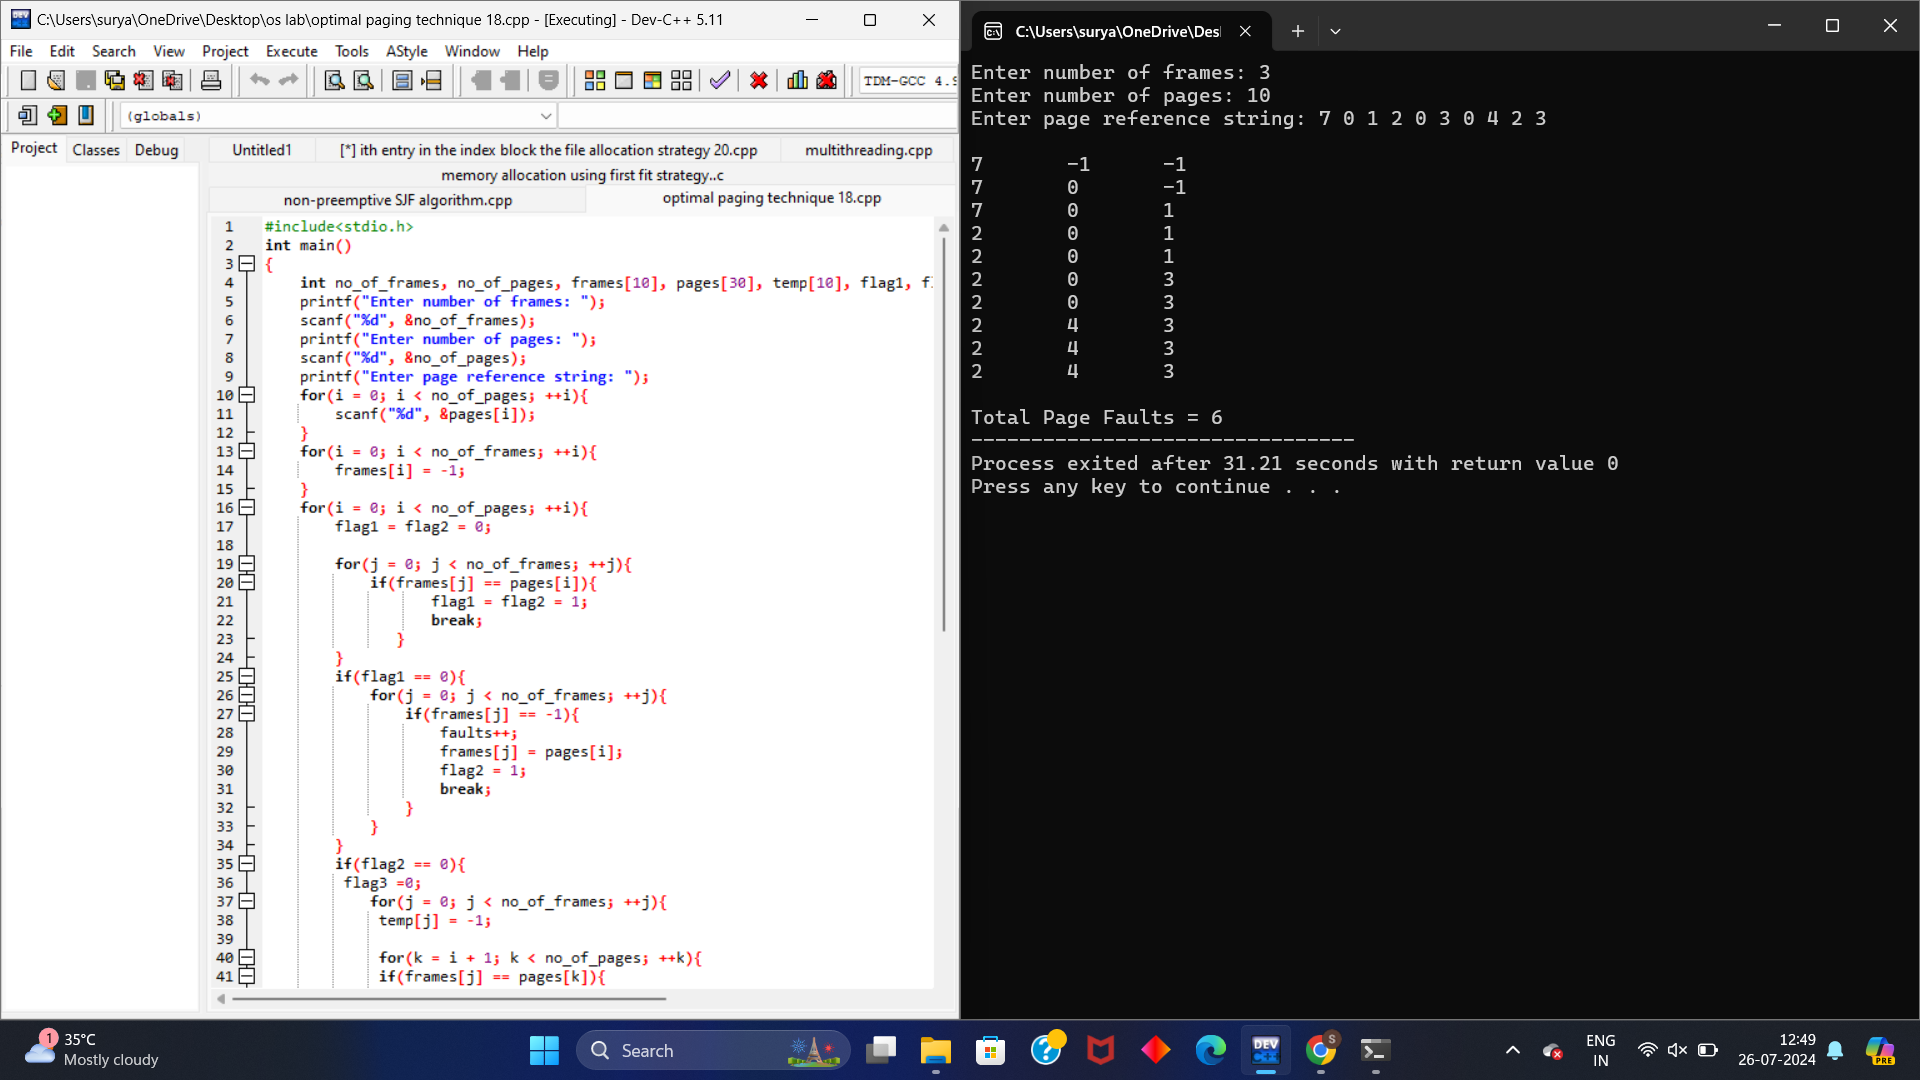 C:\Users\surya\OneDrive\Desktop\os lab\optimal paging technique 18.cpp - [Executing] - Dev-C++ 5.11
File Edit Search View Project Execute Tools AStyle Window Help
TDM-GCC 4.9
(globals)
Project Classes Debug
Untitled1 [*] ith entry in the index block the file allocation strategy 20.cpp multithreading.cpp
memory allocation using first fit strategy..c
non-preemptive SJF algorithm.cpp optimal paging technique 18.cpp
1 #include<stdio.h>
2 int main()
3 {
4 int no_of_frames, no_of_pages, frames[10], pages[30], temp[10], flag1, f
5 printf("Enter number of frames: ");
6 scanf("%d", &no_of_frames);
7 printf("Enter number of pages: ");
8 scanf("%d", &no_of_pages);
9 printf("Enter page reference string: ");
10 for(i = 0; i < no_of_pages; ++i){
11 scanf("%d", &pages[i]);
12 }
13 for(i = 0; i < no_of_frames; ++i){
14 frames[i] = -1;
15 }
16 for(i = 0; i < no_of_pages; ++i){
17 flag1 = flag2 = 0;
18
19 for(j = 0; j < no_of_frames; ++j){
20 if(frames[j] == pages[i]){
21 flag1 = flag2 = 1;
22 break;
23 }
24 }
25 if(flag1 == 0){
26 for(j = 0; j < no_of_frames; ++j){
27 if(frames[j] == -1){
28 faults++;
29 frames[j] = pages[i];
30 flag2 = 1;
31 break;
32 }
33 }
34 }
35 if(flag2 == 0){
36 flag3 =0;
37 for(j = 0; j < no_of_frames; ++j){
38 temp[j] = -1;
39
40 for(k = i + 1; k < no_of_pages; ++k){
41 if(frames[j] == pages[k]){
C:\Users\surya\OneDrive\Des
Enter number of frames: 3
Enter number of pages: 10
Enter page reference string: 7 0 1 2 0 3 0 4 2 3
7 -1 -1
7 0 -1
7 0 1
2 0 1
2 0 1
2 0 3
2 0 3
2 4 3
2 4 3
2 4 3
Total Page Faults = 6
--------------------------------
Process exited after 31.21 seconds with return value 0
Press any key to continue . . .
1
35°C
Mostly cloudy
Search
DEV C++
S
ENG
IN
12:49
26-07-2024
PRE